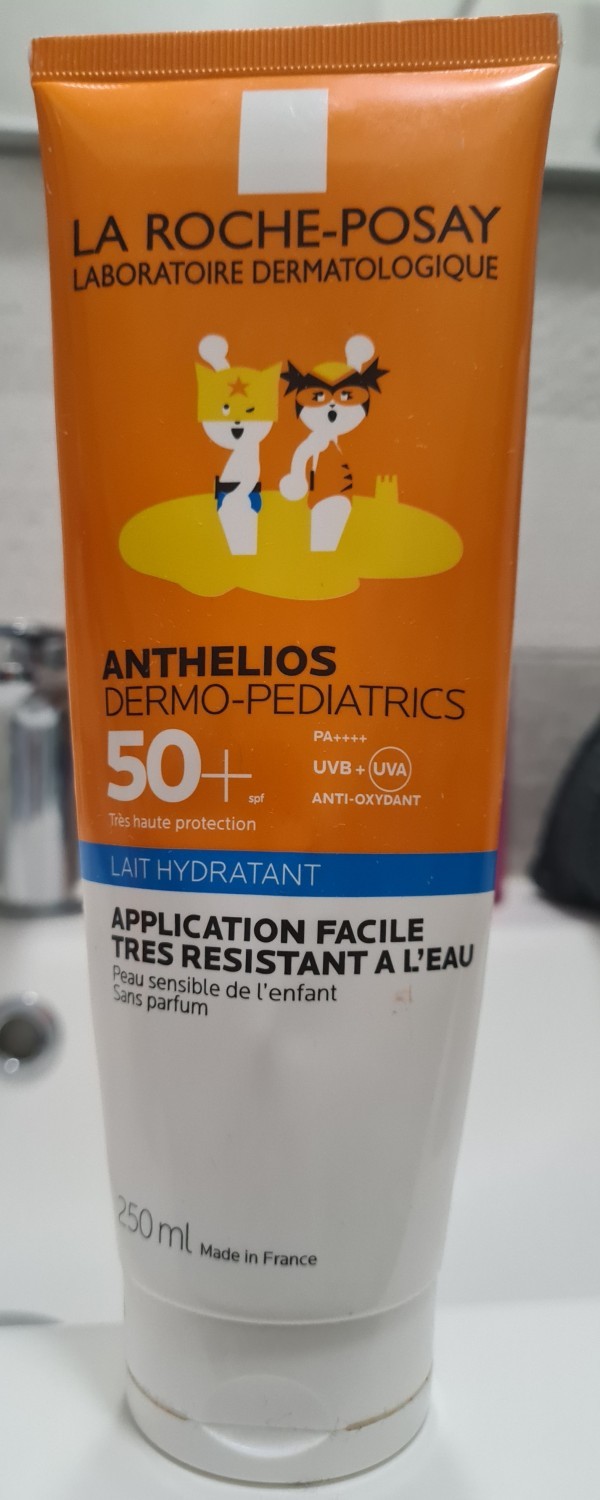 LA ROCHE-POSAY
LABORATOIRE DERMATOLOGIQUE
ANTHELIOS
DERMO-PEDIATRICS
50+ spf
PA++++
UVB + UVA
ANTI-OXYDANT
Très haute protection
LAIT HYDRATANT
APPLICATION FACILE
TRES RESISTANT A L'EAU
Peau sensible de l'enfant
Sans parfum
250 ml Made in France